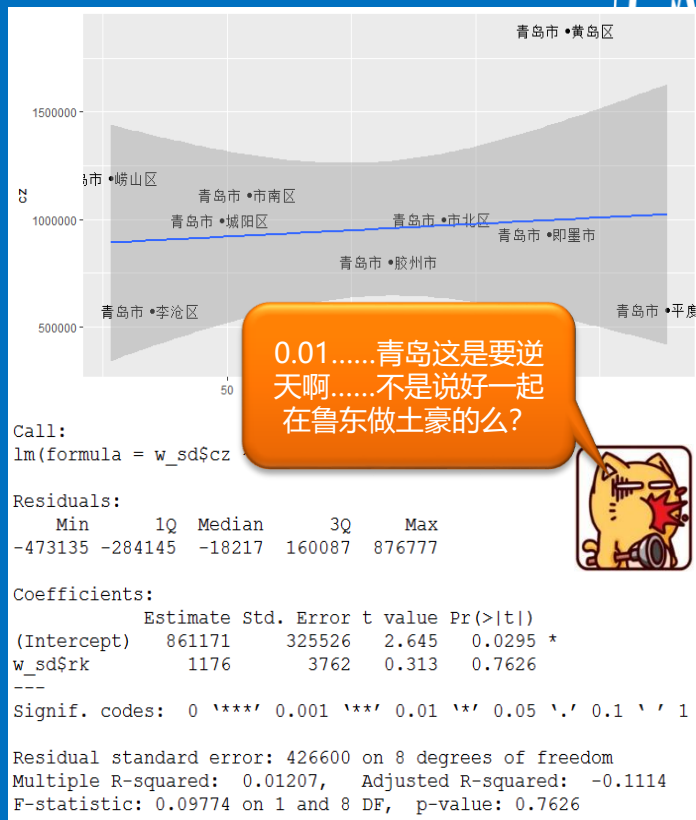 青岛市 •黄岛区
1500000
市 •崂山区
青岛市 •市南区
cz
1000000
青岛市 •城阳区
青岛市 •市北区
青岛市 •即墨市
青岛市 •胶州市
青岛市 •李沧区
青岛市 •平度
500000
50
0.01……青岛这是要逆
天啊……不是说好一起
在鲁东做土豪的么?
Call:
lm(formula = w_sd$cz
Residuals:
Min 1Q Median 3Q Max
-473135 -284145 -18217 160087 876777
Coefficients:
Estimate Std. Error t value Pr(>|t|)
(Intercept) 861171 325526 2.645 0.0295 *
w_sd$rk 1176 3762 0.313 0.7626
---
Signif. codes: 0 ‘***’ 0.001 ‘**’ 0.01 ‘*’ 0.05 ‘.’ 0.1 ‘ ’ 1
Residual standard error: 426600 on 8 degrees of freedom
Multiple R-squared: 0.01207, Adjusted R-squared: -0.1114
F-statistic: 0.09774 on 1 and 8 DF, p-value: 0.7626